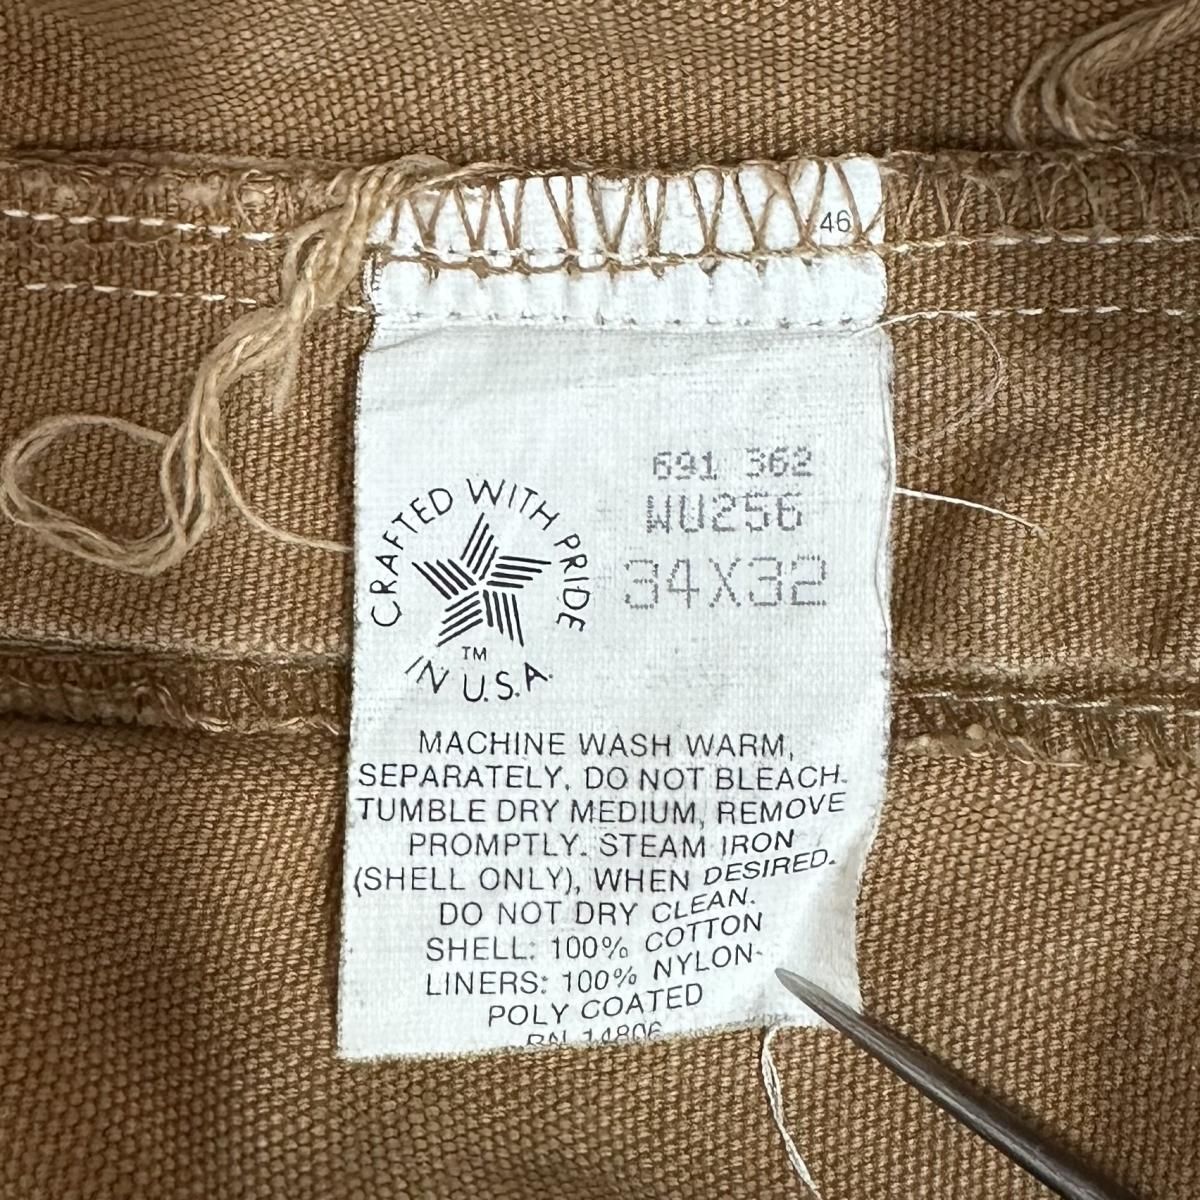 46
691 362
WU256
34X32
CRAFTED WITH PRIDE
TM
IN U.S.A.
MACHINE WASH WARM,
SEPARATELY. DO NOT BLEACH.
TUMBLE DRY MEDIUM, REMOVE
PROMPTLY. STEAM IRON
(SHELL ONLY), WHEN DESIRED.
DO NOT DRY CLEAN.
SHELL: 100% COTTON
LINERS: 100% NYLON-
POLY COATED
RN 14806